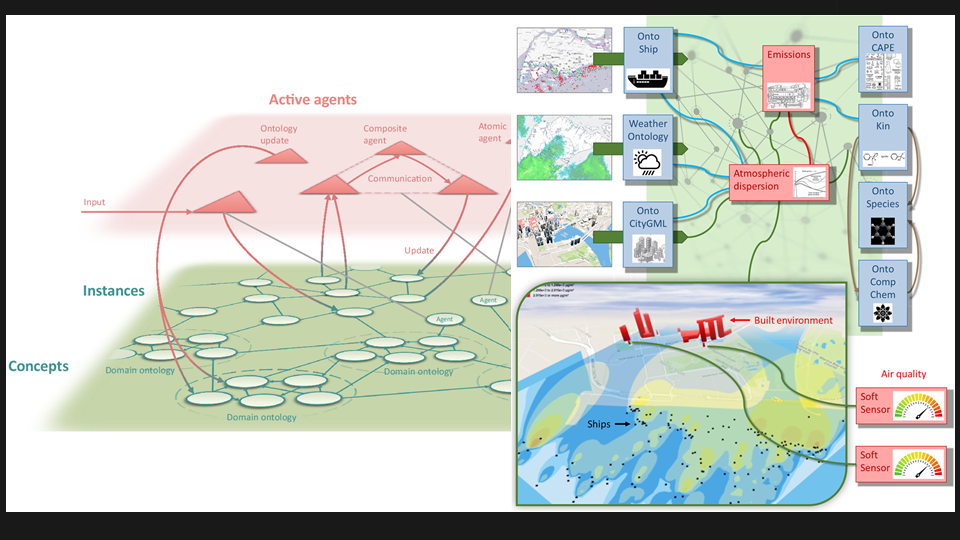 Active agents
Ontology
update
Composite
agent
Atomic
agent
Communication
Input
Update
Instances
Agent
Agent
Concepts
Domain ontology
Domain ontology
Domain ontology
Onto
Ship
Emissions
Onto
CAPE
Weather
Ontology
Onto
Kin
Atmospheric
dispersion
Onto
CityGML
Onto
Species
Onto
Comp
Chem
Built environment
Ships
Air quality
Soft
Sensor
Soft
Sensor